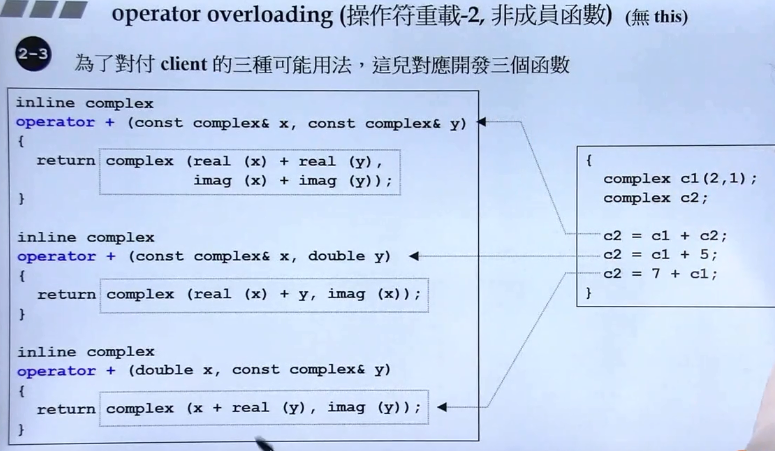 operator overloading (操作符重載-2, 非成員函數) (無 this)
2-3
為了對付 client 的三種可能用法，這兒對應開發三個函數
inline complex
operator + (const complex& x, const complex& y)
{
return complex (real (x) + real (y),
imag (x) + imag (y));
}
inline complex
operator + (const complex& x, double y)
{
return complex (real (x) + y, imag (x));
}
inline complex
operator + (double x, const complex& y)
{
return complex (x + real (y), imag (y));
}
{
complex c1(2,1);
complex c2;
c2 = c1 + c2;
c2 = c1 + 5;
c2 = 7 + c1;
}